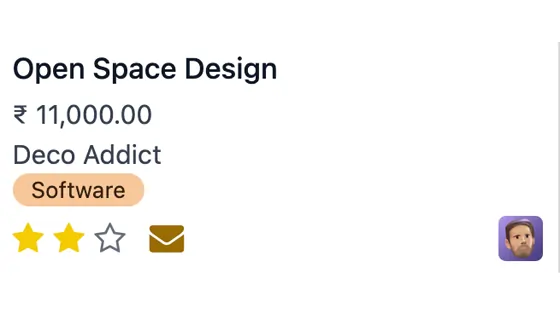 Open Space Design
₹ 11,000.00
Deco Addict
Software